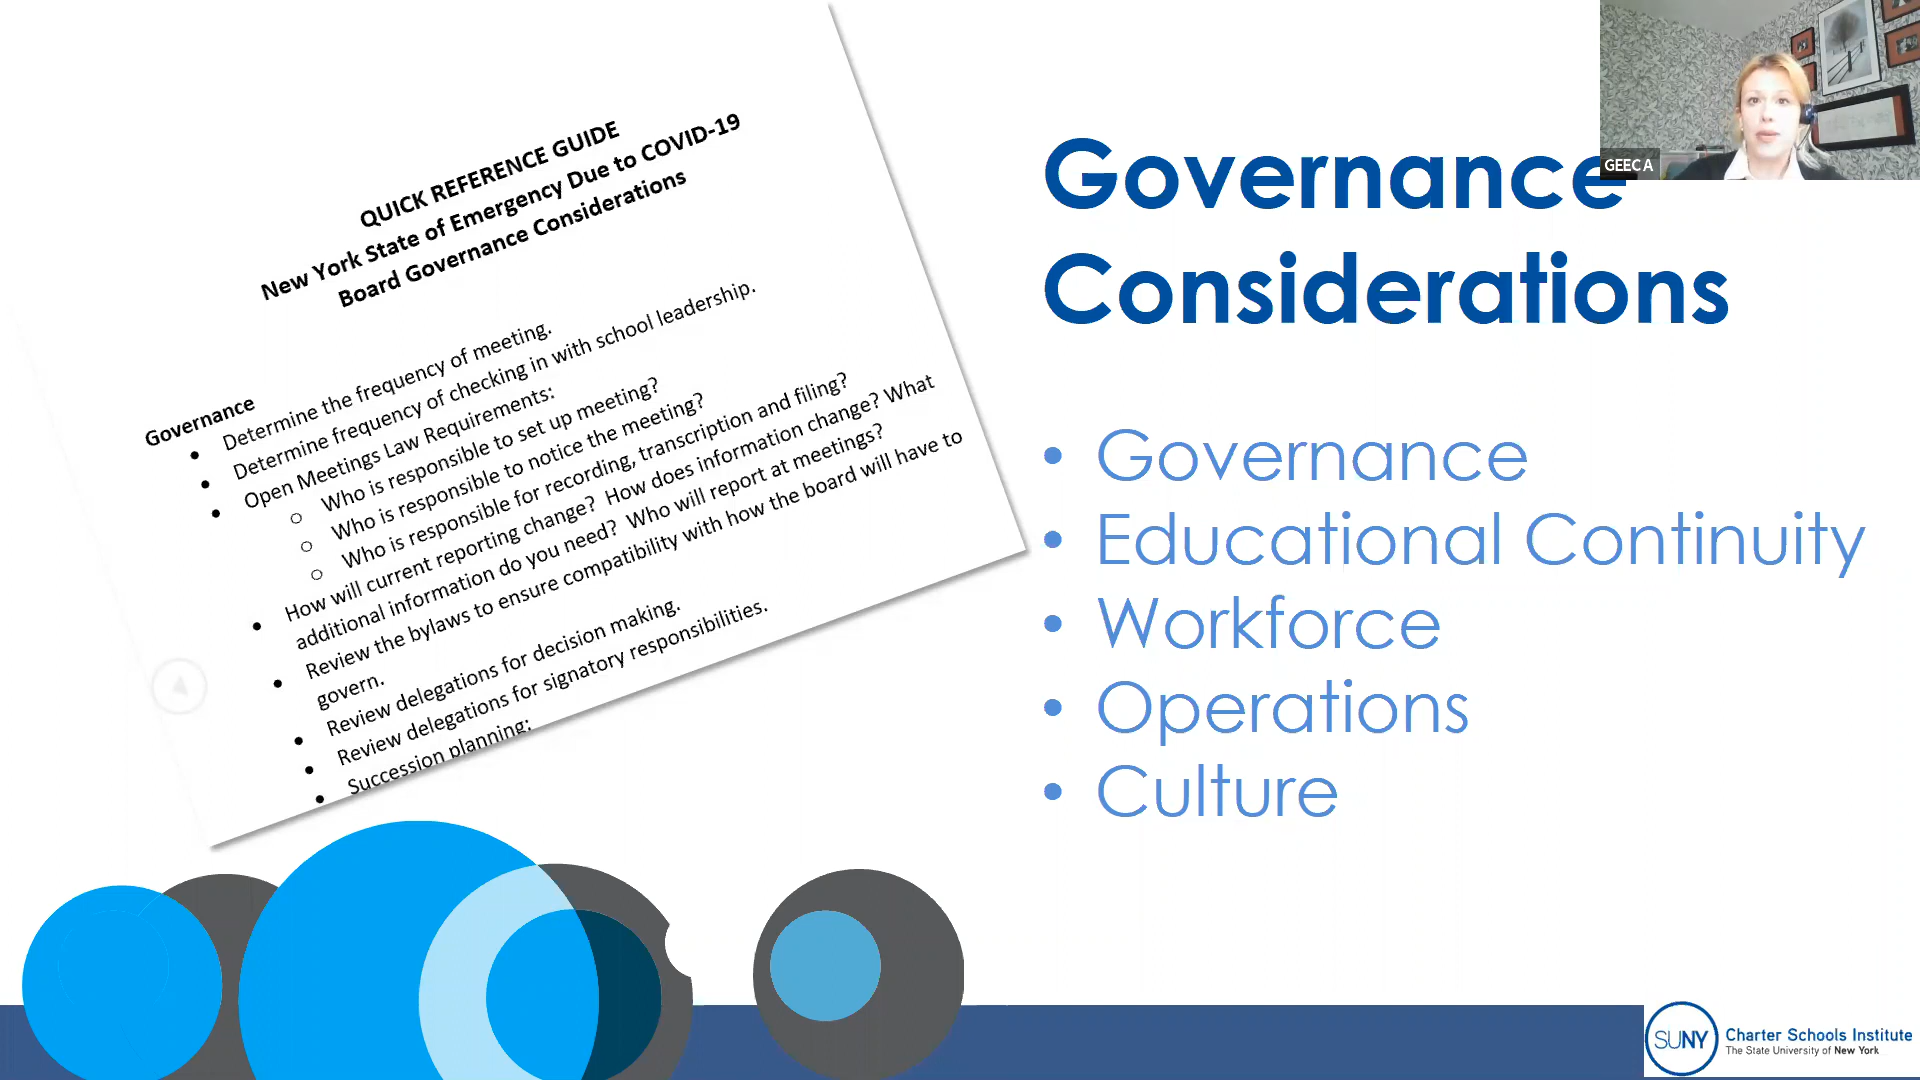 QUICK REFERENCE GUIDE
New York State of Emergency Due to COVID-19
Board Governance Considerations
Governance
• Determine the frequency of meeting.
• Determine frequency of checking in with school leadership.
• Open Meetings Law Requirements:
○ Who is responsible to set up meeting?
○ Who is responsible to notice the meeting?
○ Who is responsible for recording, transcription and filing?
• How will current reporting change? How does information change? What
additional information do you need? Who will report at meetings?
• Review the bylaws to ensure compatibility with how the board will have to
govern.
• Review delegations for decision making.
• Review delegations for signatory responsibilities.
• Succession planning:
Governance
Considerations
• Governance
• Educational Continuity
• Workforce
• Operations
• Culture
GEEC A
SUNY
Charter Schools Institute
The State University of New York